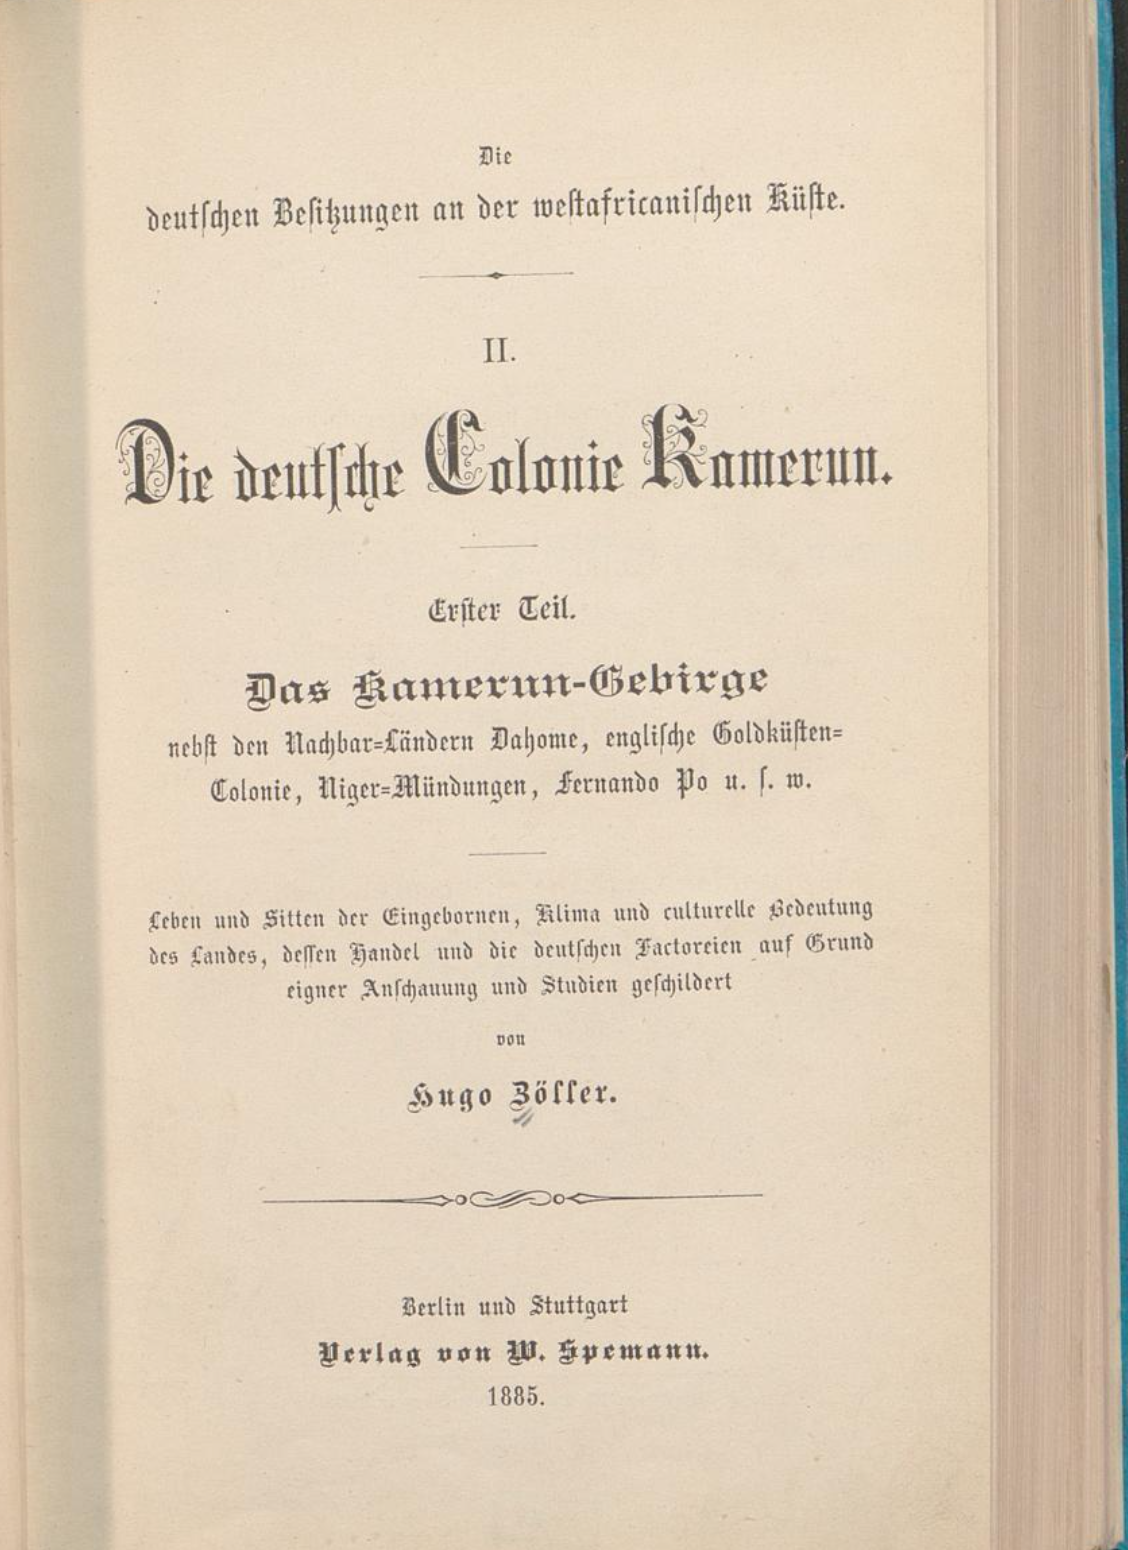 Die
deutschen Besitzungen an der westafricanischen Küste.
II.
Die deutsche Colonie Kamerun.
Erster Teil.
Das Kamerun-Gebirge
nebst den Nachbar-Ländern Dahome, englische Goldküsten-
Colonie, Niger-Mündungen, Fernando Po u. s. w.
Leben und Sitten der Eingebornen, Klima und culturelle Bedeutung
des Landes, dessen Handel und die deutschen Factoreien auf Grund
eigner Anschauung und Studien geschildert
von
Hugo Zöller.
Berlin und Stuttgart
Verlag von W. Spemann.
1885.